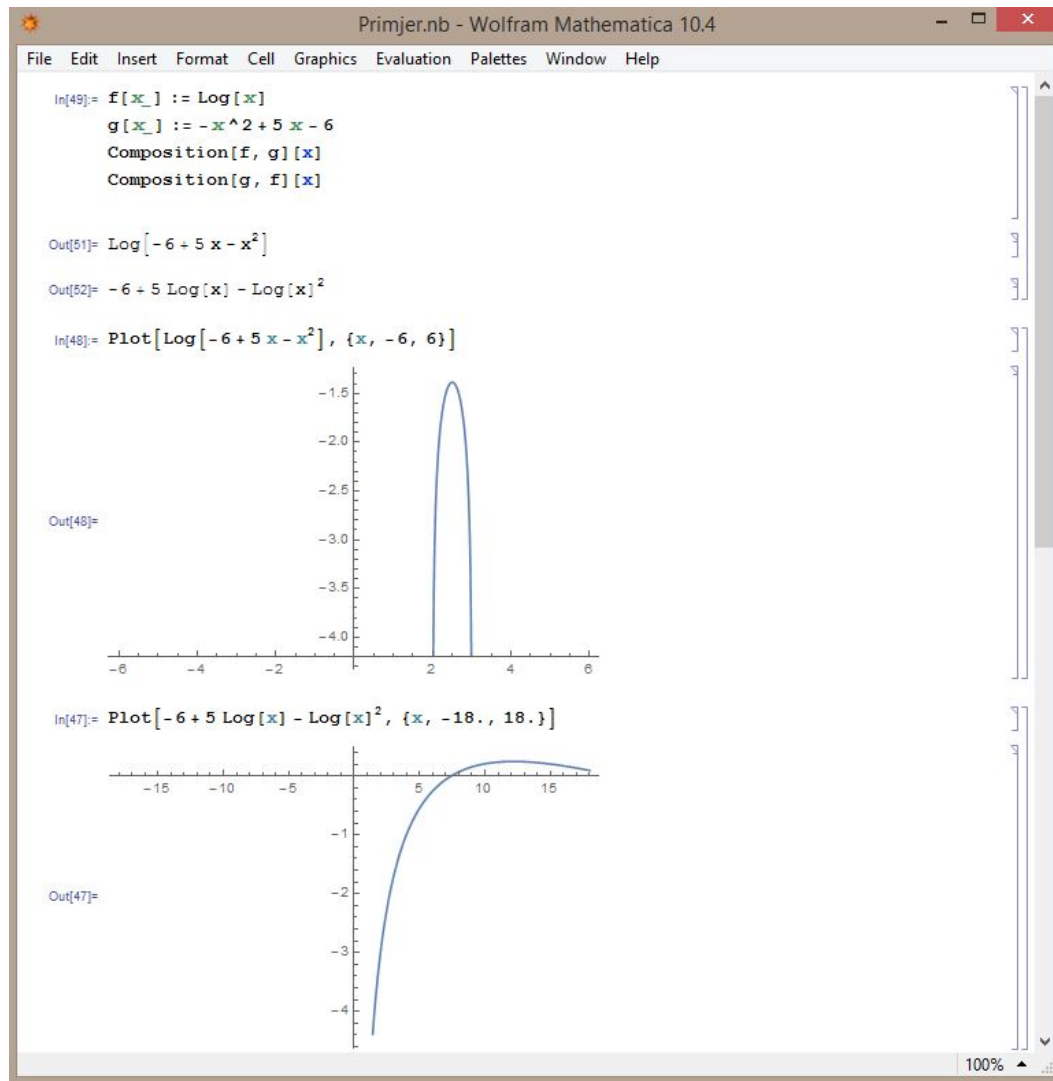 Primjer.nb - Wolfram Mathematica 10.4
File Edit Insert Format Cell Graphics Evaluation Palettes Window Help
In[49]:= f[x_] := Log[x]
g[x_] := -x^2 + 5 x - 6
Composition[f, g][x]
Composition[g, f][x]
Out[51]= Log[-6 + 5 x - x²]
Out[52]= -6 + 5 Log[x] - Log[x]²
In[48]:= Plot[Log[-6 + 5 x - x²], {x, -6, 6}]
-1.5
-2.0
-2.5
Out[48]=
-3.0
-3.5
-4.0
-6 -4 -2 2 4 6
In[47]:= Plot[-6 + 5 Log[x] - Log[x]², {x, -18., 18.}]
-15 -10 -5 5 10 15
-1
Out[47]= -2
-3
-4
100%